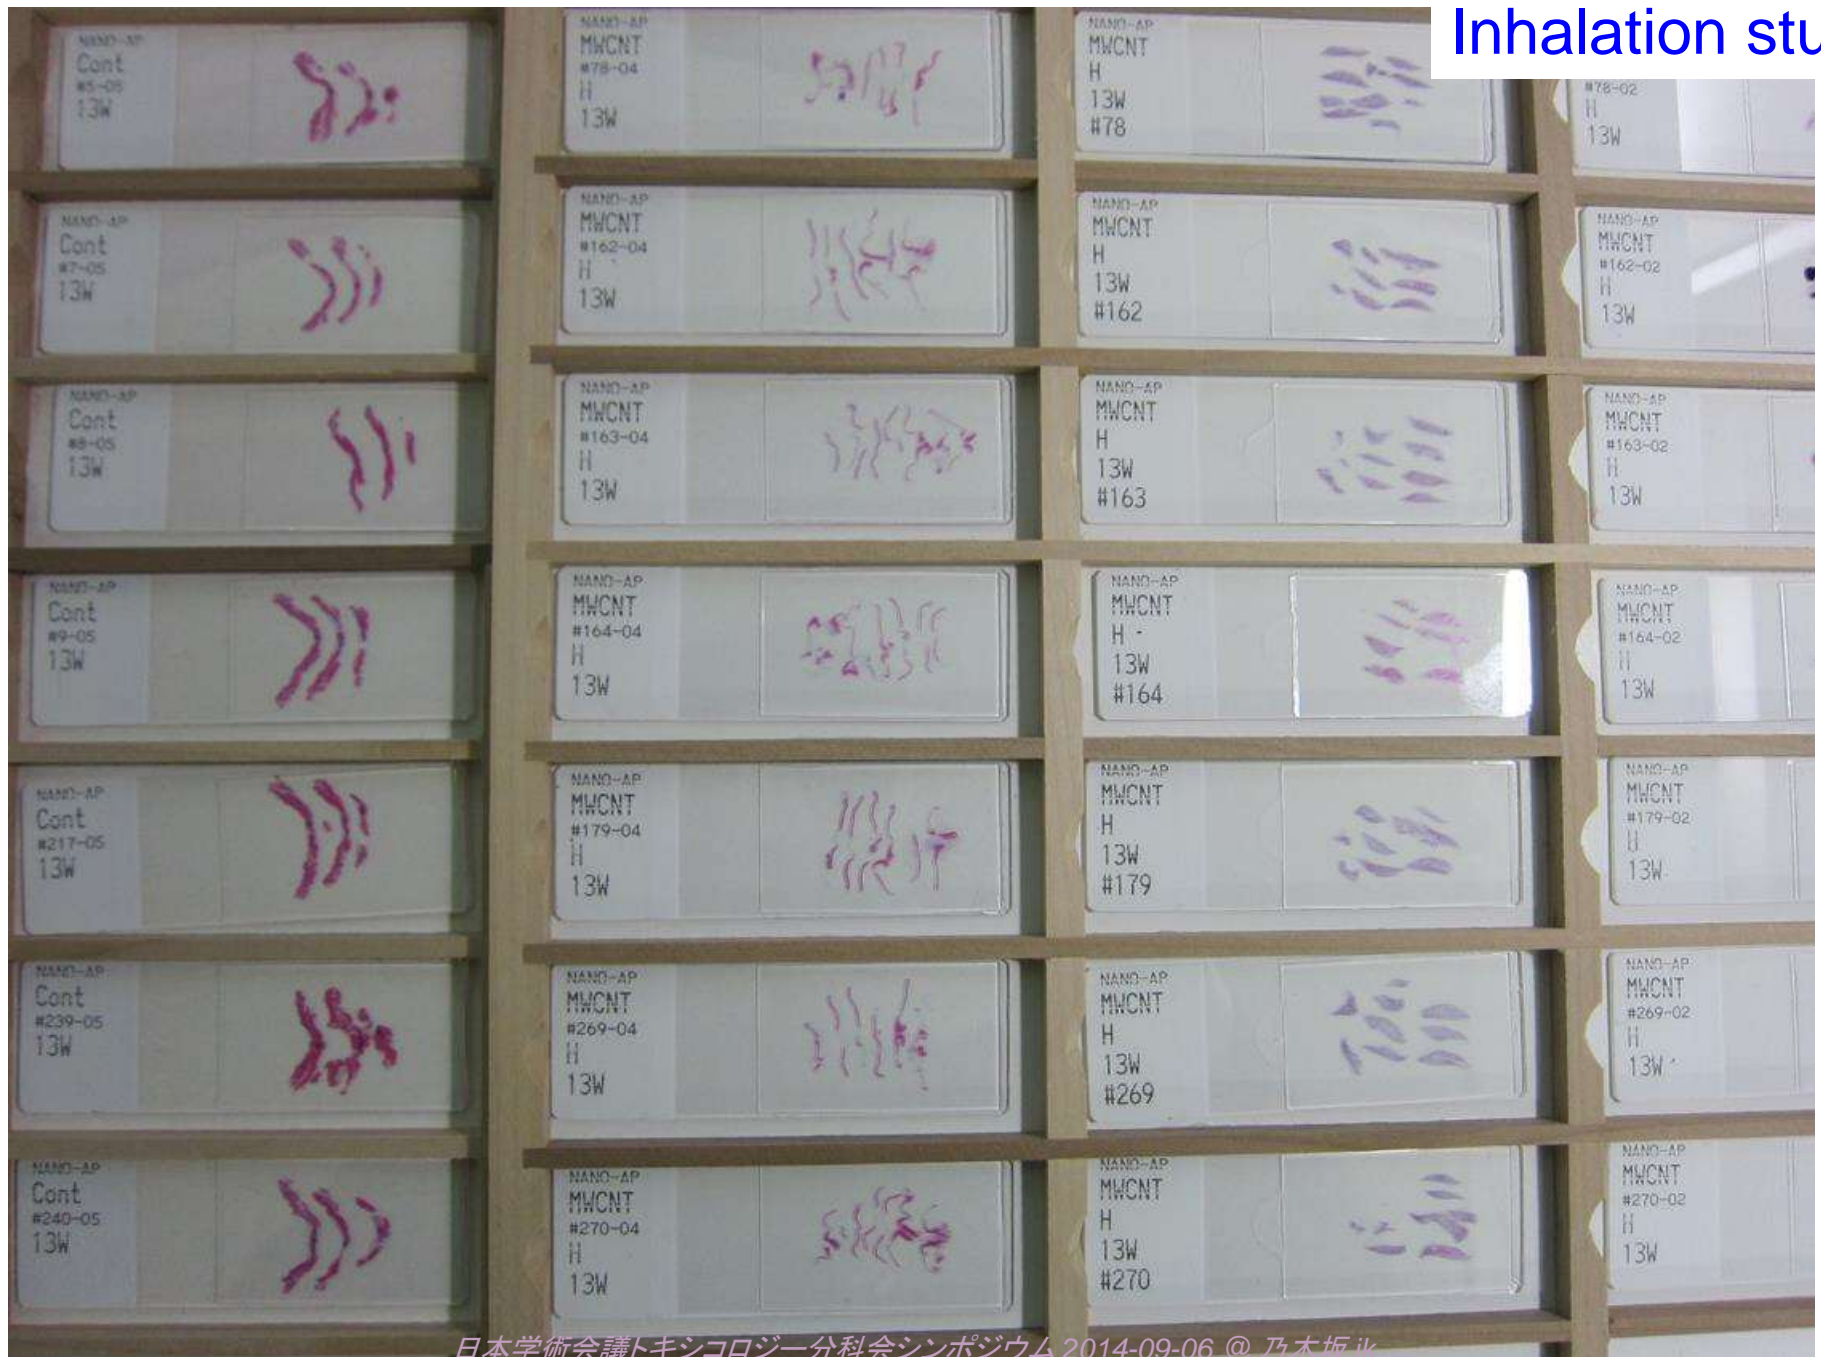 Inhalation stu
NANO-AP
Cont
#5-05
13W
NANO-AP
MWCNT
#78-04
H
13W
NANO-AP
MWCNT
H
13W
#78
#78-02
H
13W
NANO-AP
Cont
#7-05
13W
NANO-AP
MWCNT
#162-04
H
13W
NANO-AP
MWCNT
H
13W
#162
NANO-AP
MWCNT
#162-02
H
13W
NANO-AP
Cont
#8-05
13W
NANO-AP
MWCNT
#163-04
H
13W
NANO-AP
MWCNT
H
13W
#163
NANO-AP
MWCNT
#163-02
H
13W
NANO-AP
Cont
#9-05
13W
NANO-AP
MWCNT
#164-04
H
13W
NANO-AP
MWCNT
H
13W
#164
NANO-AP
MWCNT
#164-02
H
13W
NANO-AP
Cont
#217-05
13W
NANO-AP
MWCNT
#179-04
H
13W
NANO-AP
MWCNT
H
13W
#179
NANO-AP
MWCNT
#179-02
H
13W
NANO-AP
Cont
#239-05
13W
NANO-AP
MWCNT
#269-04
H
13W
NANO-AP
MWCNT
H
13W
#269
NANO-AP
MWCNT
#269-02
H
13W
NANO-AP
Cont
#240-05
13W
NANO-AP
MWCNT
#270-04
H
13W
NANO-AP
MWCNT
H
13W
#270
NANO-AP
MWCNT
#270-02
H
13W
日本学術会議トキシコロジー分科会シンポジウム 2014-09-06 @ 乃木坂 jk